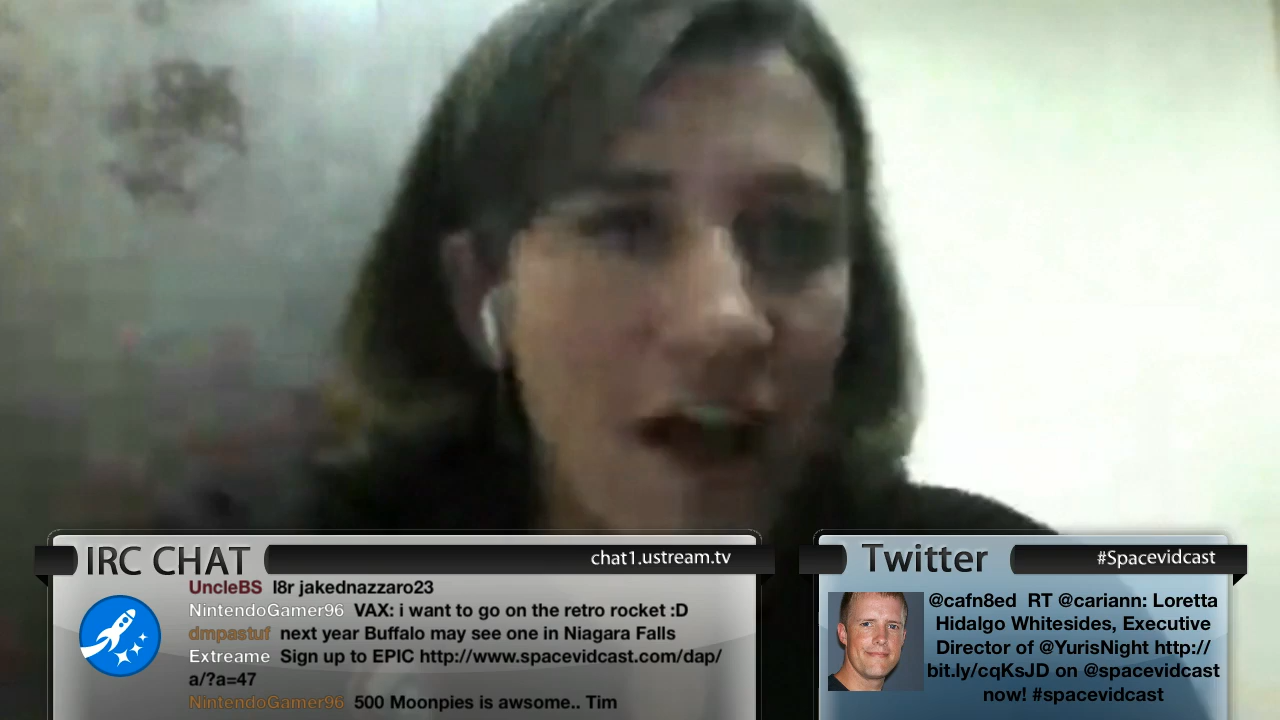 IRC CHAT
chat1.ustream.tv
UncleBS l8r jakednazzaro23
NintendoGamer96 VAX: i want to go on the retro rocket :D
dmpastuf next year Buffalo may see one in Niagara Falls
Extreame Sign up to EPIC http://www.spacevidcast.com/dap/
a/?a=47
NintendoGamer96 500 Moonpies is awsome.. Tim
Twitter
#Spacevidcast
@cafn8ed RT @cariann: Loretta
Hidalgo Whitesides, Executive
Director of @YurisNight http://
bit.ly/cqKsJD on @spacevidcast
now! #spacevidcast